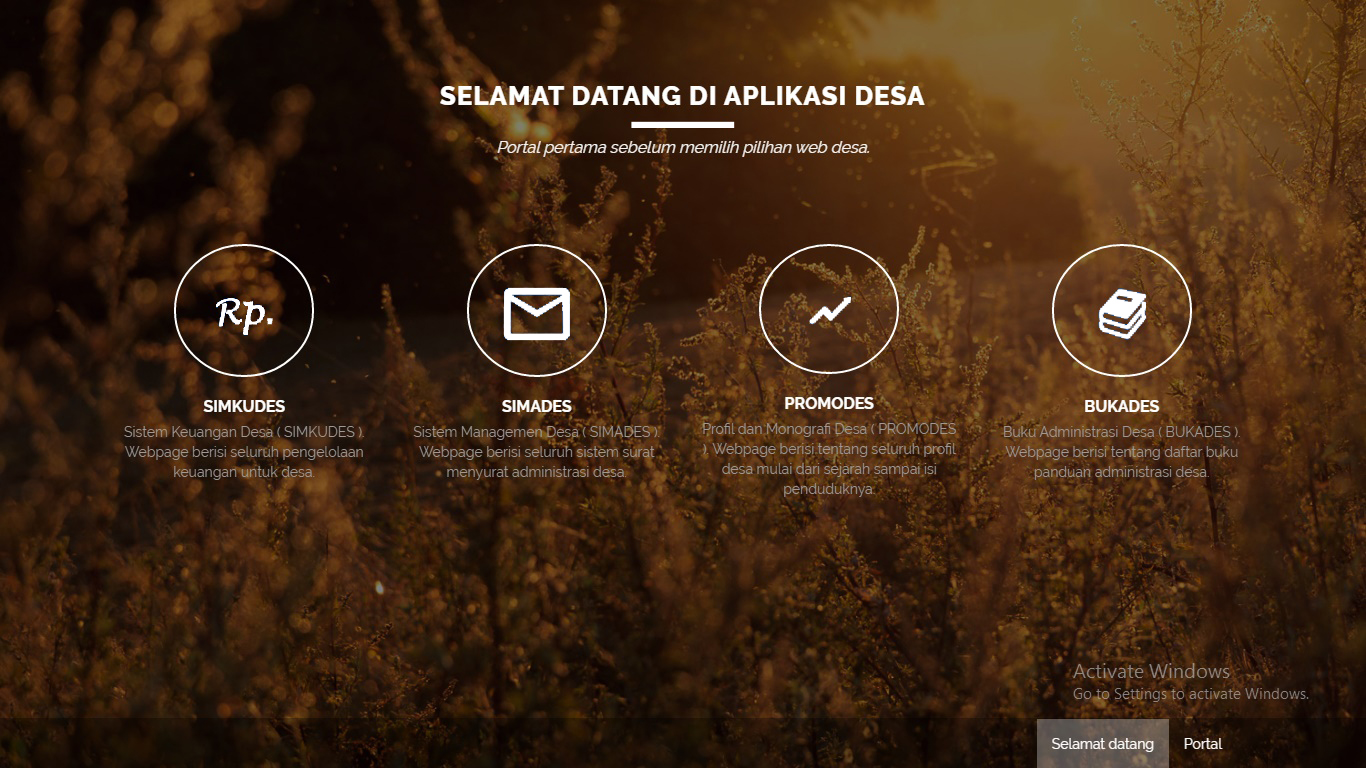 SELAMAT DATANG DI APLIKASI DESA
Portal pertama sebelum memilih pilihan web desa.
Rp.
SIMKUDES
Sistem Keuangan Desa ( SIMKUDES ).
Webpage berisi seluruh pengelolaan
keuangan untuk desa.
SIMADES
Sistem Managemen Desa ( SIMADES ).
Webpage berisi seluruh sistem surat
menyurat administrasi desa.
PROMODES
Profil dan Monografi Desa ( PROMODES
). Webpage berisi tentang seluruh profil
desa mulai dari sejarah sampai isi
penduduknya.
BUKADES
Buku Administrasi Desa ( BUKADES ).
Webpage berisi tentang daftar buku
panduan administrasi desa.
Activate Windows
Go to Settings to activate Windows.
Selamat datang
Portal